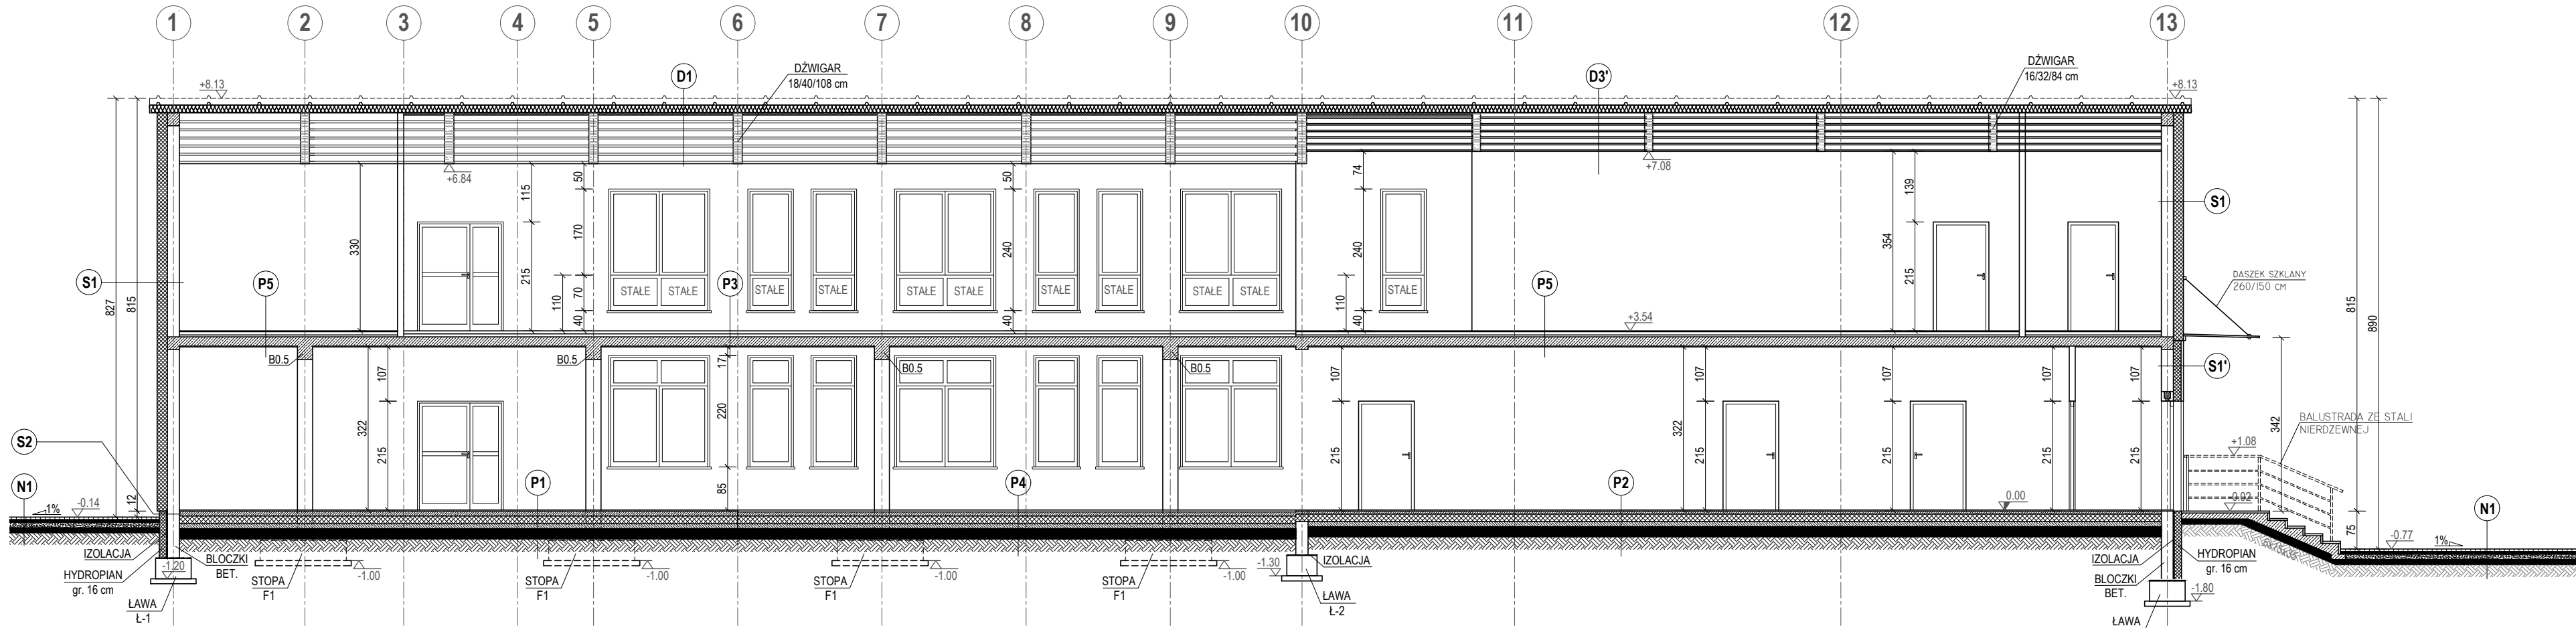 1 2 3 4 5 6 7 8 9 10 11 12 13
DŹWIGAR
18/40/108 cm
DŹWIGAR
16/32/84 cm
D1
D3'
+8.13
+8.13
+6.84
+7.08
115
50
50
74
139
330
215
170
240
240
354
215
110
70
40
40
110
40
S1
P5
P3
P5
S1
827
815
STAŁE STAŁE STAŁE STAŁE STAŁE STAŁE STAŁE STAŁE STAŁE STAŁE STAŁE
DASZEK SZKLANY
260/150 CM
815
890
+3.54
B0.5
B0.5
B0.5
B0.5
S1'
17
107
107
107
107
107
107
322
215
220
85
215
322
215
215
215
215
342
BALUSTRADA ZE STALI
NIERDZEWNEJ
+1.08
S2
N1
1%
-0.14
12
P1
P4
P2
0.00
-0.02
75
-0.77
1%
N1
IZOLACJA
HYDROPIAN
gr. 16 cm
-1.20
BLOCZKI
BET.
ŁAWA
Ł-1
STOPA
F1
-1.00
STOPA
F1
-1.00
STOPA
F1
-1.00
STOPA
F1
-1.00
-1.30
IZOLACJA
ŁAWA
Ł-2
IZOLACJA
BLOCZKI
BET.
HYDROPIAN
gr. 16 cm
-1.80
ŁAWA